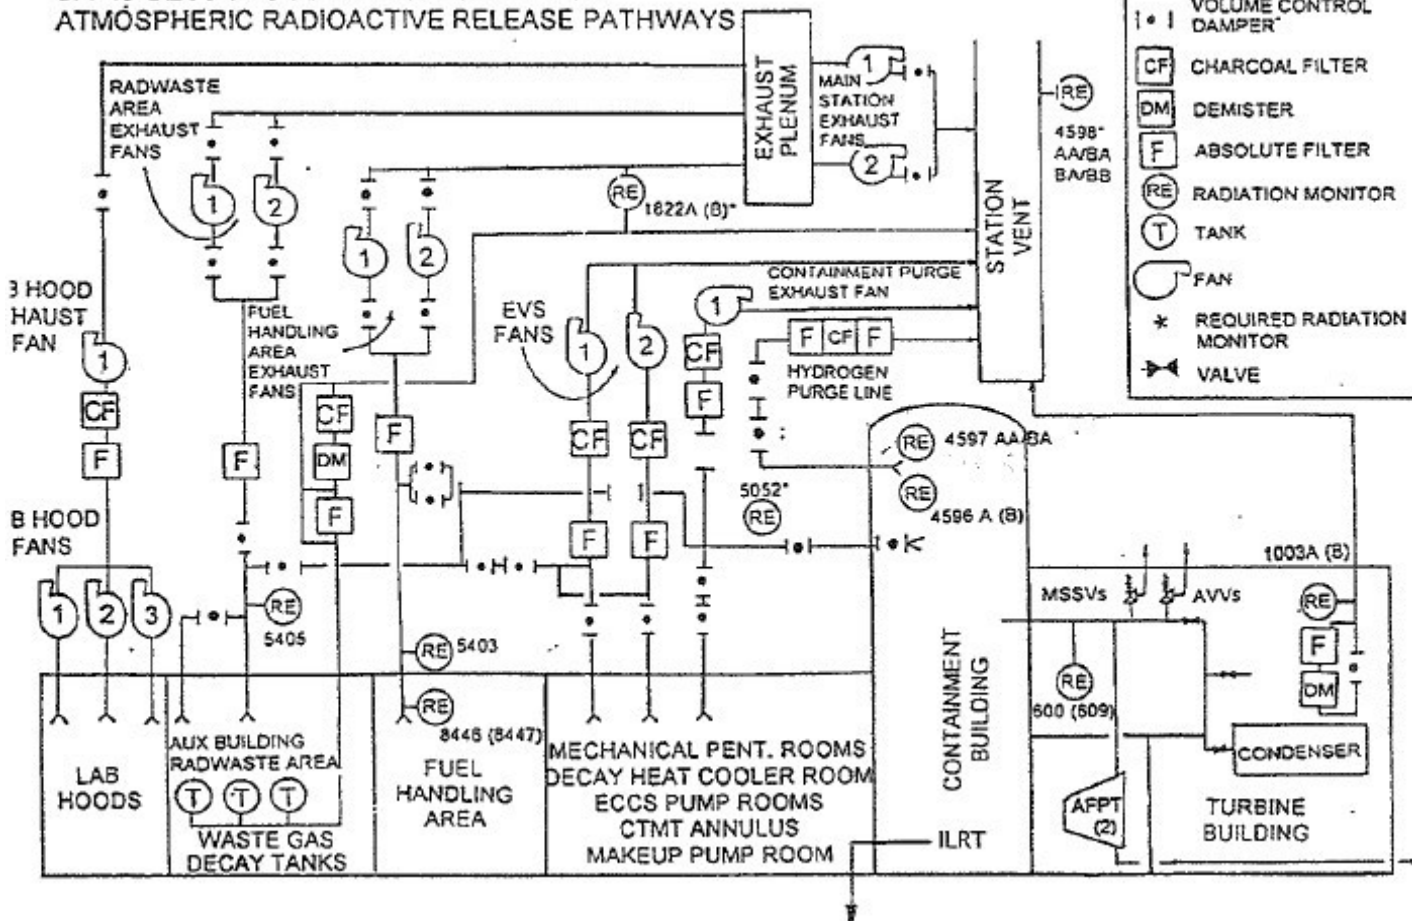 ATMOSPHERIC RADIOACTIVE RELEASE PATHWAYS
VOLUME CONTROL
DAMPER
CF CHARCOAL FILTER
DM DEMISTER
F ABSOLUTE FILTER
RE RADIATION MONITOR
T TANK
FAN
* REQUIRED RADIATION
MONITOR
VALVE
RADWASTE
AREA
EXHAUST
FANS
1
2
EXHAUST
PLENUM
1
MAIN
STATION
EXHAUST
FANS
2
STATION
VENT
RE
4598*
AA/BA
BA/BB
RE
1822A (B)*
1
2
HOOD
FAN
1
CF
F
FUEL
HANDLING
AREA
EXHAUST
FANS
EVS
FANS
1
2
CONTAINMENT PURGE
EXHAUST FAN
1
CF
F
F CF F
HYDROGEN
PURGE LINE
F
CF
DM
F
F
CF
CF
F
F
RE
4597 AA/BA
RE
4596 A (B)
5052*
RE
B HOOD
FANS
1
2
3
RE
5405
RE 5403
RE
8446 (8447)
MSSVs
AVVs
1003A (B)
RE
F
DM
RE
600 (609)
CONDENSER
LAB
HOODS
AUX BUILDING
RADWASTE AREA
T T T
WASTE GAS
DECAY TANKS
FUEL
HANDLING
AREA
MECHANICAL PENT. ROOMS
DECAY HEAT COOLER ROOM
ECCS PUMP ROOMS
CTMT ANNULUS
MAKEUP PUMP ROOM
CONTAINMENT
BUILDING
ILRT
AFPT
(2)
TURBINE
BUILDING